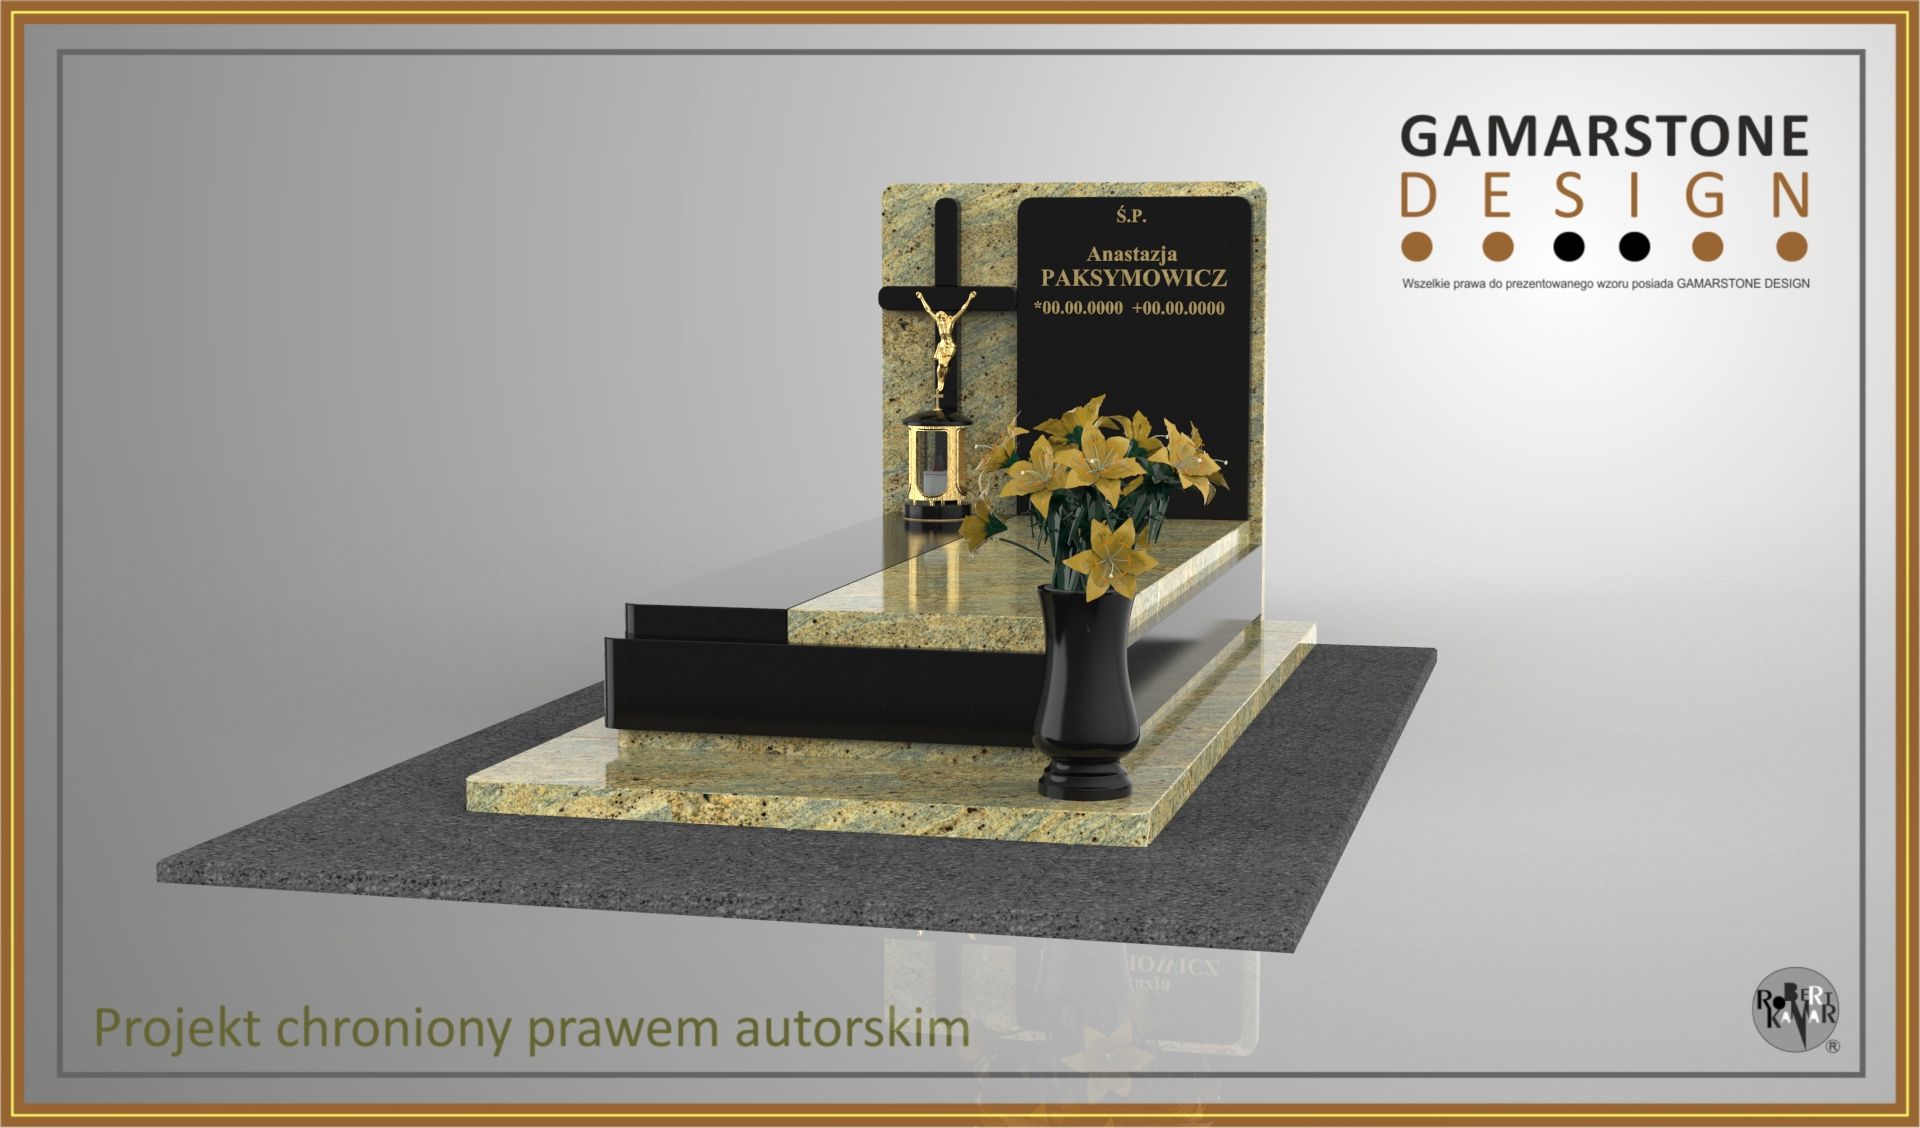 GAMARSTONE
DESIGN
Wszelkie prawa do prezentowanego wzoru posiada GAMARSTONE DESIGN
Ś.P.
Anastazja
PAKSYMOWICZ
*00.00.0000 +00.00.0000
Projekt chroniony prawem autorskim
ROBERT
KAMAR
®